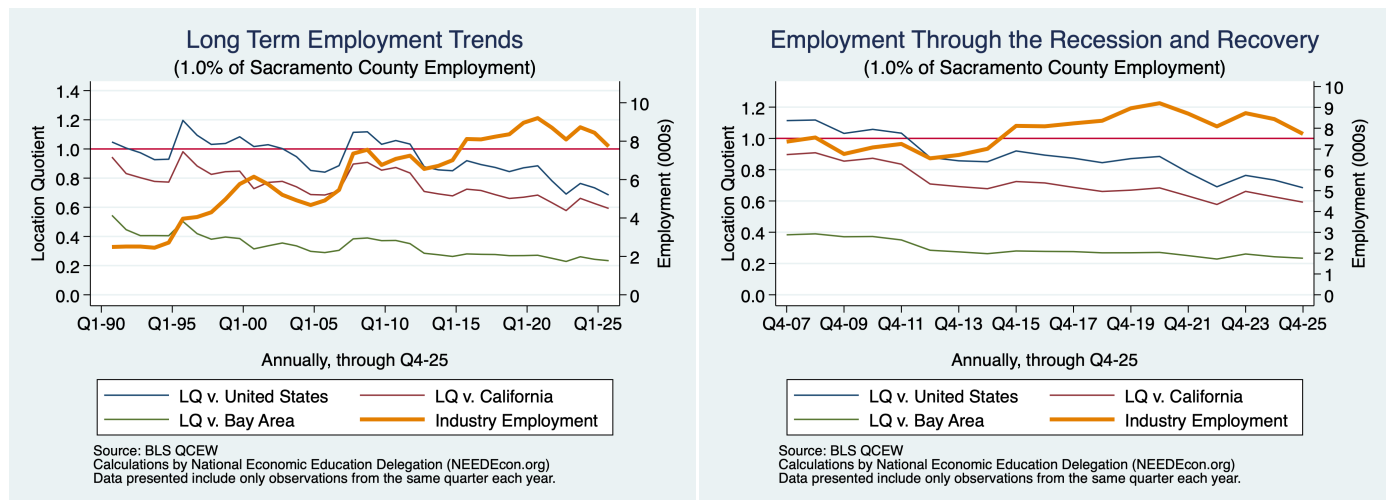 Long Term Employment Trends
(1.0% of Sacramento County Employment)
Location Quotient
1.4
1.2
1.0
0.8
0.6
0.4
0.2
0.0
10
8
6
4
2
0
Employment (000s)
Q1-90 Q1-95 Q1-00 Q1-05 Q1-10 Q1-15 Q1-20 Q1-25
Annually, through Q4-25
LQ v. United States LQ v. California
LQ v. Bay Area Industry Employment
Source: BLS QCEW
Calculations by National Economic Education Delegation (NEEDEcon.org)
Data presented include only observations from the same quarter each year.
Employment Through the Recession and Recovery
(1.0% of Sacramento County Employment)
Location Quotient
1.2
1.0
0.8
0.6
0.4
0.2
0.0
10
9
8
7
6
5
4
3
2
1
0
Employment (000s)
Q4-07 Q4-09 Q4-11 Q4-13 Q4-15 Q4-17 Q4-19 Q4-21 Q4-23 Q4-25
Annually, through Q4-25
LQ v. United States LQ v. California
LQ v. Bay Area Industry Employment
Source: BLS QCEW
Calculations by National Economic Education Delegation (NEEDEcon.org)
Data presented include only observations from the same quarter each year.